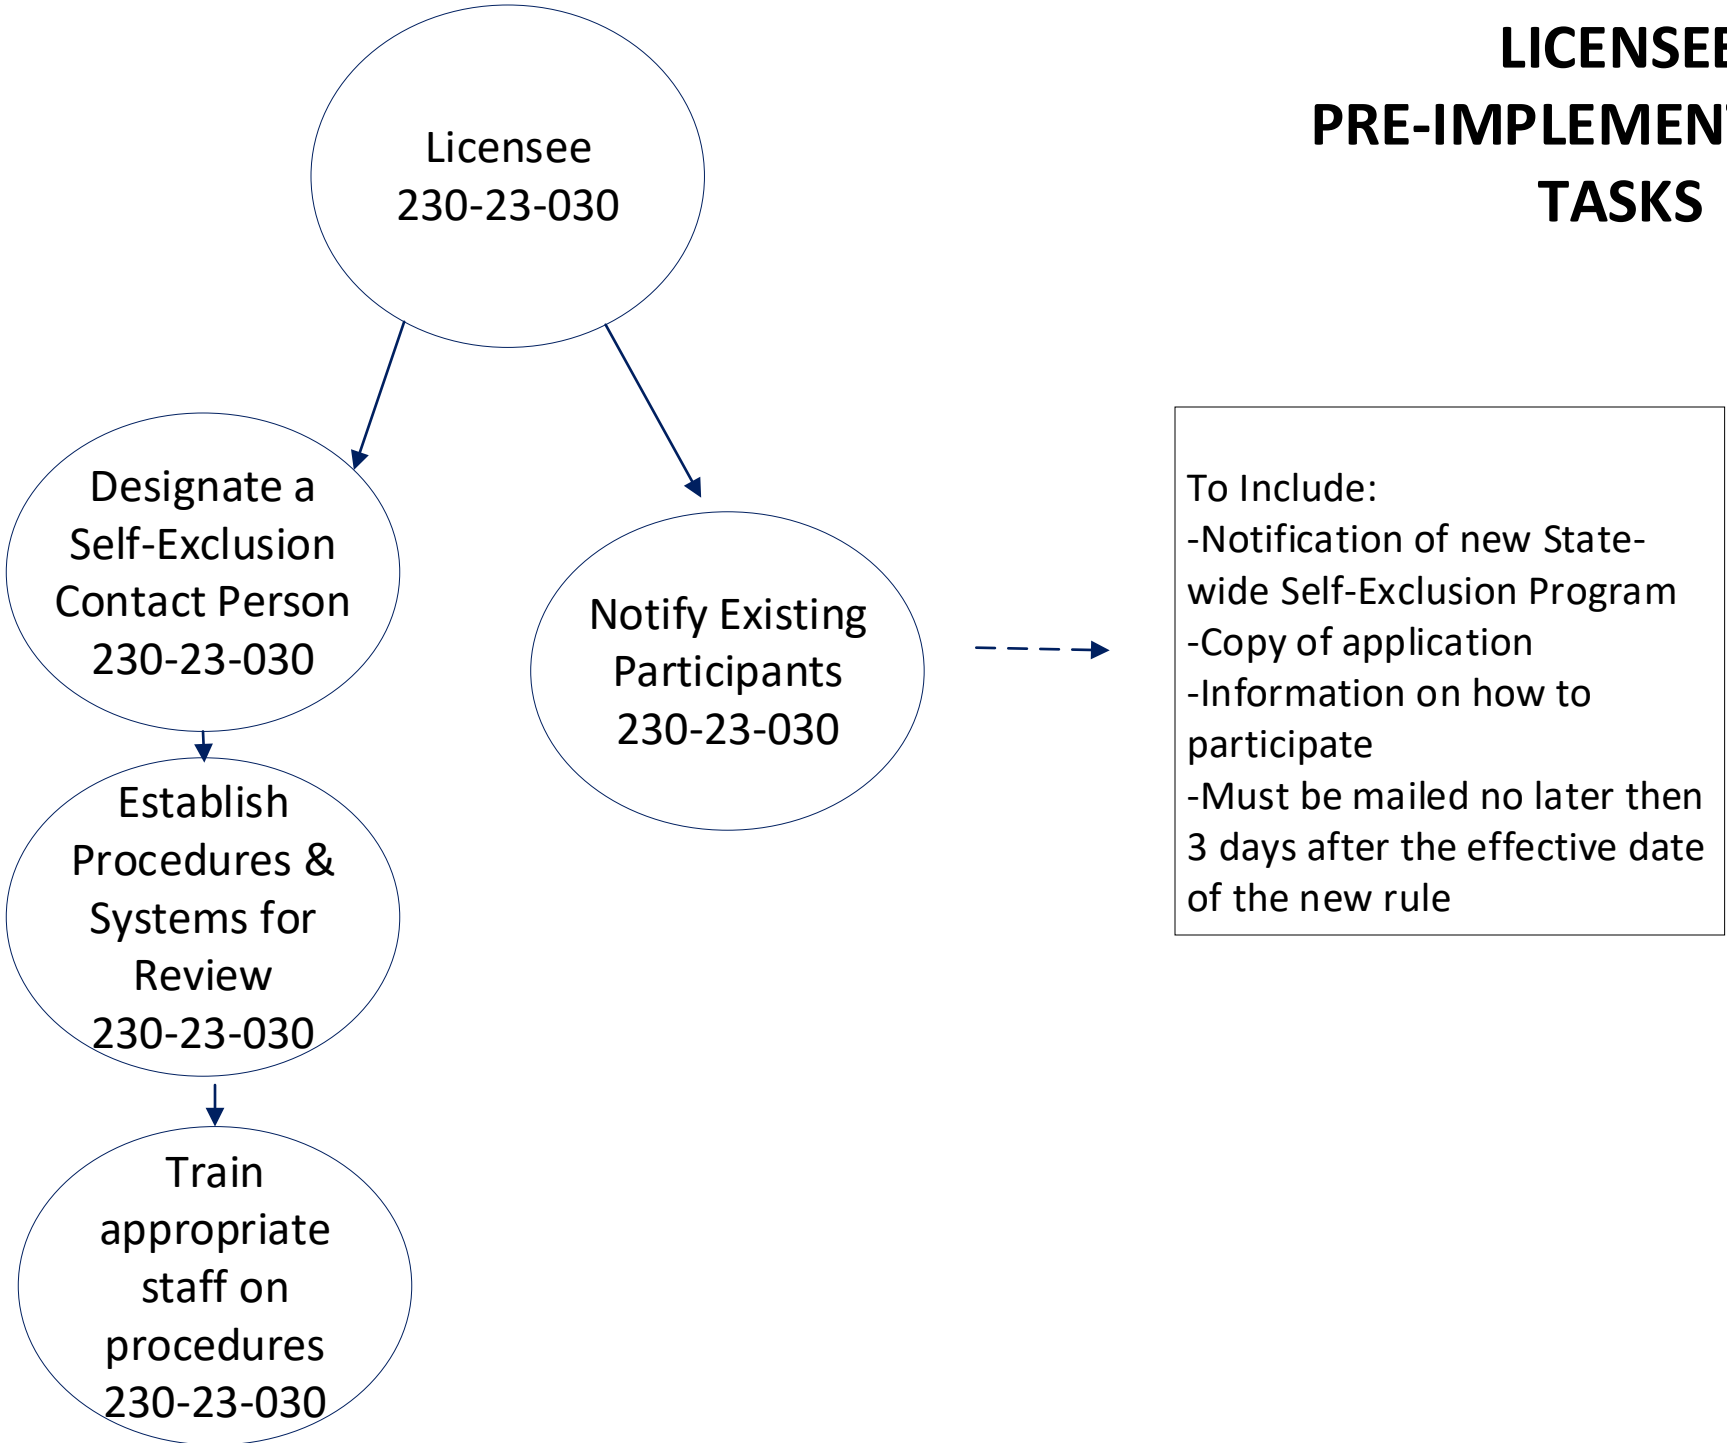 LICENSEE
PRE-IMPLEMENT
TASKS
Licensee
230-23-030
Designate a
Self-Exclusion
Contact Person
230-23-030
Notify Existing
Participants
230-23-030
To Include:
-Notification of new State-
wide Self-Exclusion Program
-Copy of application
-Information on how to
participate
-Must be mailed no later then
3 days after the effective date
of the new rule
Establish
Procedures &
Systems for
Review
230-23-030
Train
appropriate
staff on
procedures
230-23-030